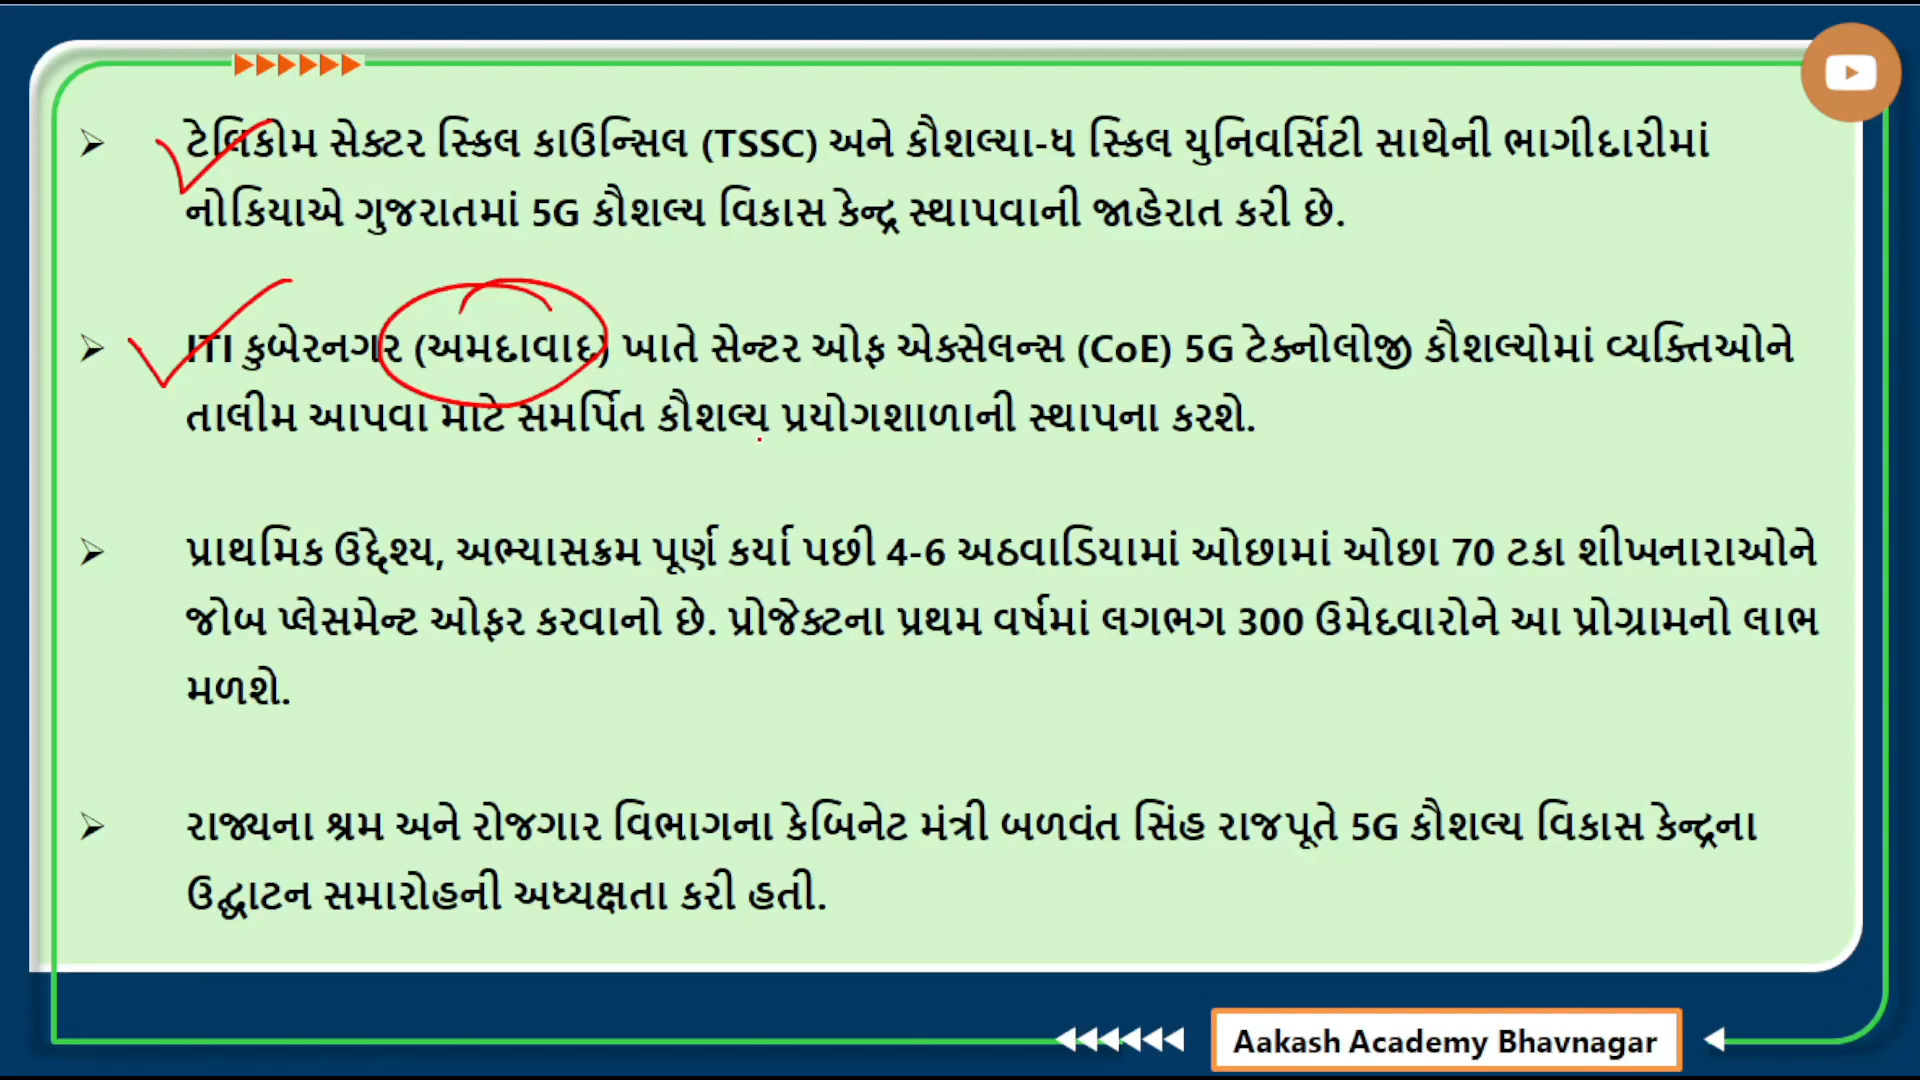 ➢ ટેલિકોમ સેક્ટર સ્કિલ કાઉન્સિલ (TSSC) અને કૌશલ્યા-ધ સ્કિલ યુનિવર્સિટી સાથેની ભાગીદારીમાં
નોકિયાએ ગુજરાતમાં 5G કૌશલ્ય વિકાસ કેન્દ્ર સ્થાપવાની જાહેરાત કરી છે.
➢ ITI કુબેરનગર (અમદાવાદ) ખાતે સેન્ટર ઓફ એક્સેલન્સ (CoE) 5G ટેક્નોલોજી કૌશલ્યોમાં વ્યક્તિઓને
તાલીમ આપવા માટે સમર્પિત કૌશલ્ય પ્રયોગશાળાની સ્થાપના કરશે.
➢ પ્રાથમિક ઉદ્દેશ્ય, અભ્યાસક્રમ પૂર્ણ કર્યા પછી 4-6 અઠવાડિયામાં ઓછામાં ઓછા 70 ટકા શીખનારાઓને
જોબ પ્લેસમેન્ટ ઓફર કરવાનો છે. પ્રોજેક્ટના પ્રથમ વર્ષમાં લગભગ 300 ઉમેદવારોને આ પ્રોગ્રામનો લાભ
મળશે.
➢ રાજ્યના શ્રમ અને રોજગાર વિભાગના કેબિનેટ મંત્રી બળવંત સિંહ રાજપૂતે 5G કૌશલ્ય વિકાસ કેન્દ્રના
ઉદ્ઘાટન સમારોહની અધ્યક્ષતા કરી હતી.
Aakash Academy Bhavnagar